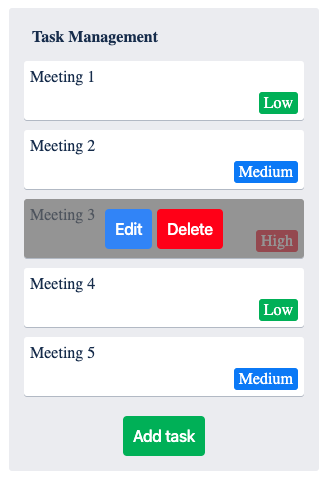 Task Management
Meeting 1
Low
Meeting 2
Medium
Meeting 3
Edit Delete
High
Meeting 4
Low
Meeting 5
Medium
Add task